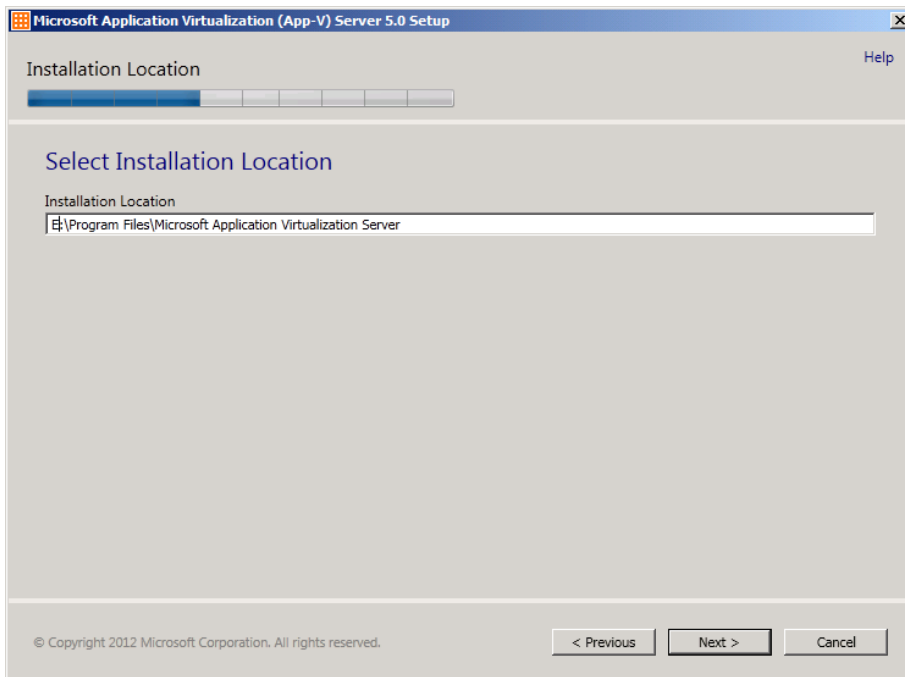 Microsoft Application Virtualization (App-V) Server 5.0 Setup
Help
Installation Location
Select Installation Location
Installation Location
E:\Program Files\Microsoft Application Virtualization Server
© Copyright 2012 Microsoft Corporation. All rights reserved.
< Previous
Next >
Cancel